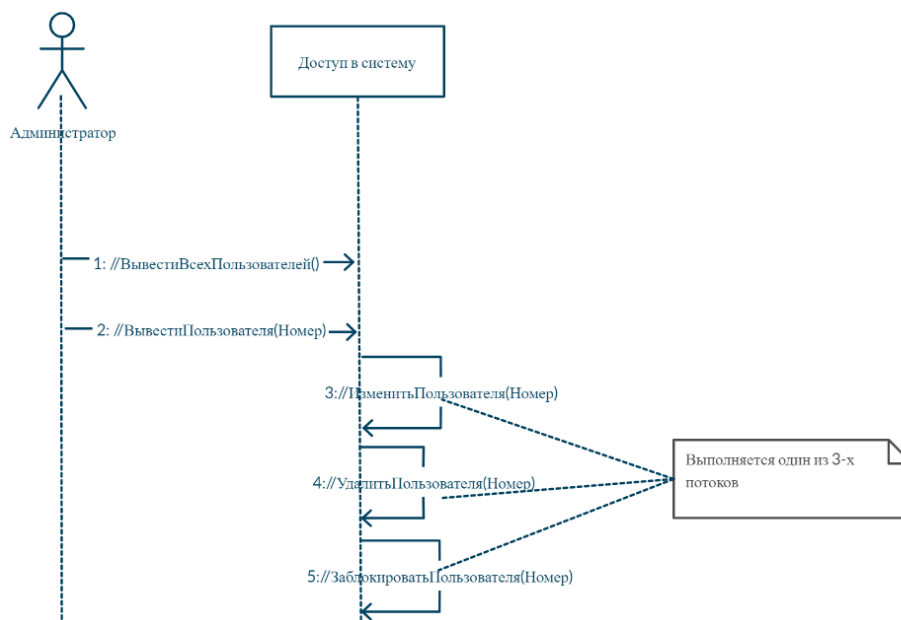 Доступ в систему
Администратор
1: //ВывестиВсехПользователей()
2: //ВывестиПользователя(Номер)
3://ИзменитьПользователя(Номер)
Выполняется один из 3-х
потоков
4://УдалитьПользователя(Номер)
5://ЗаблокироватьПользователя(Номер)